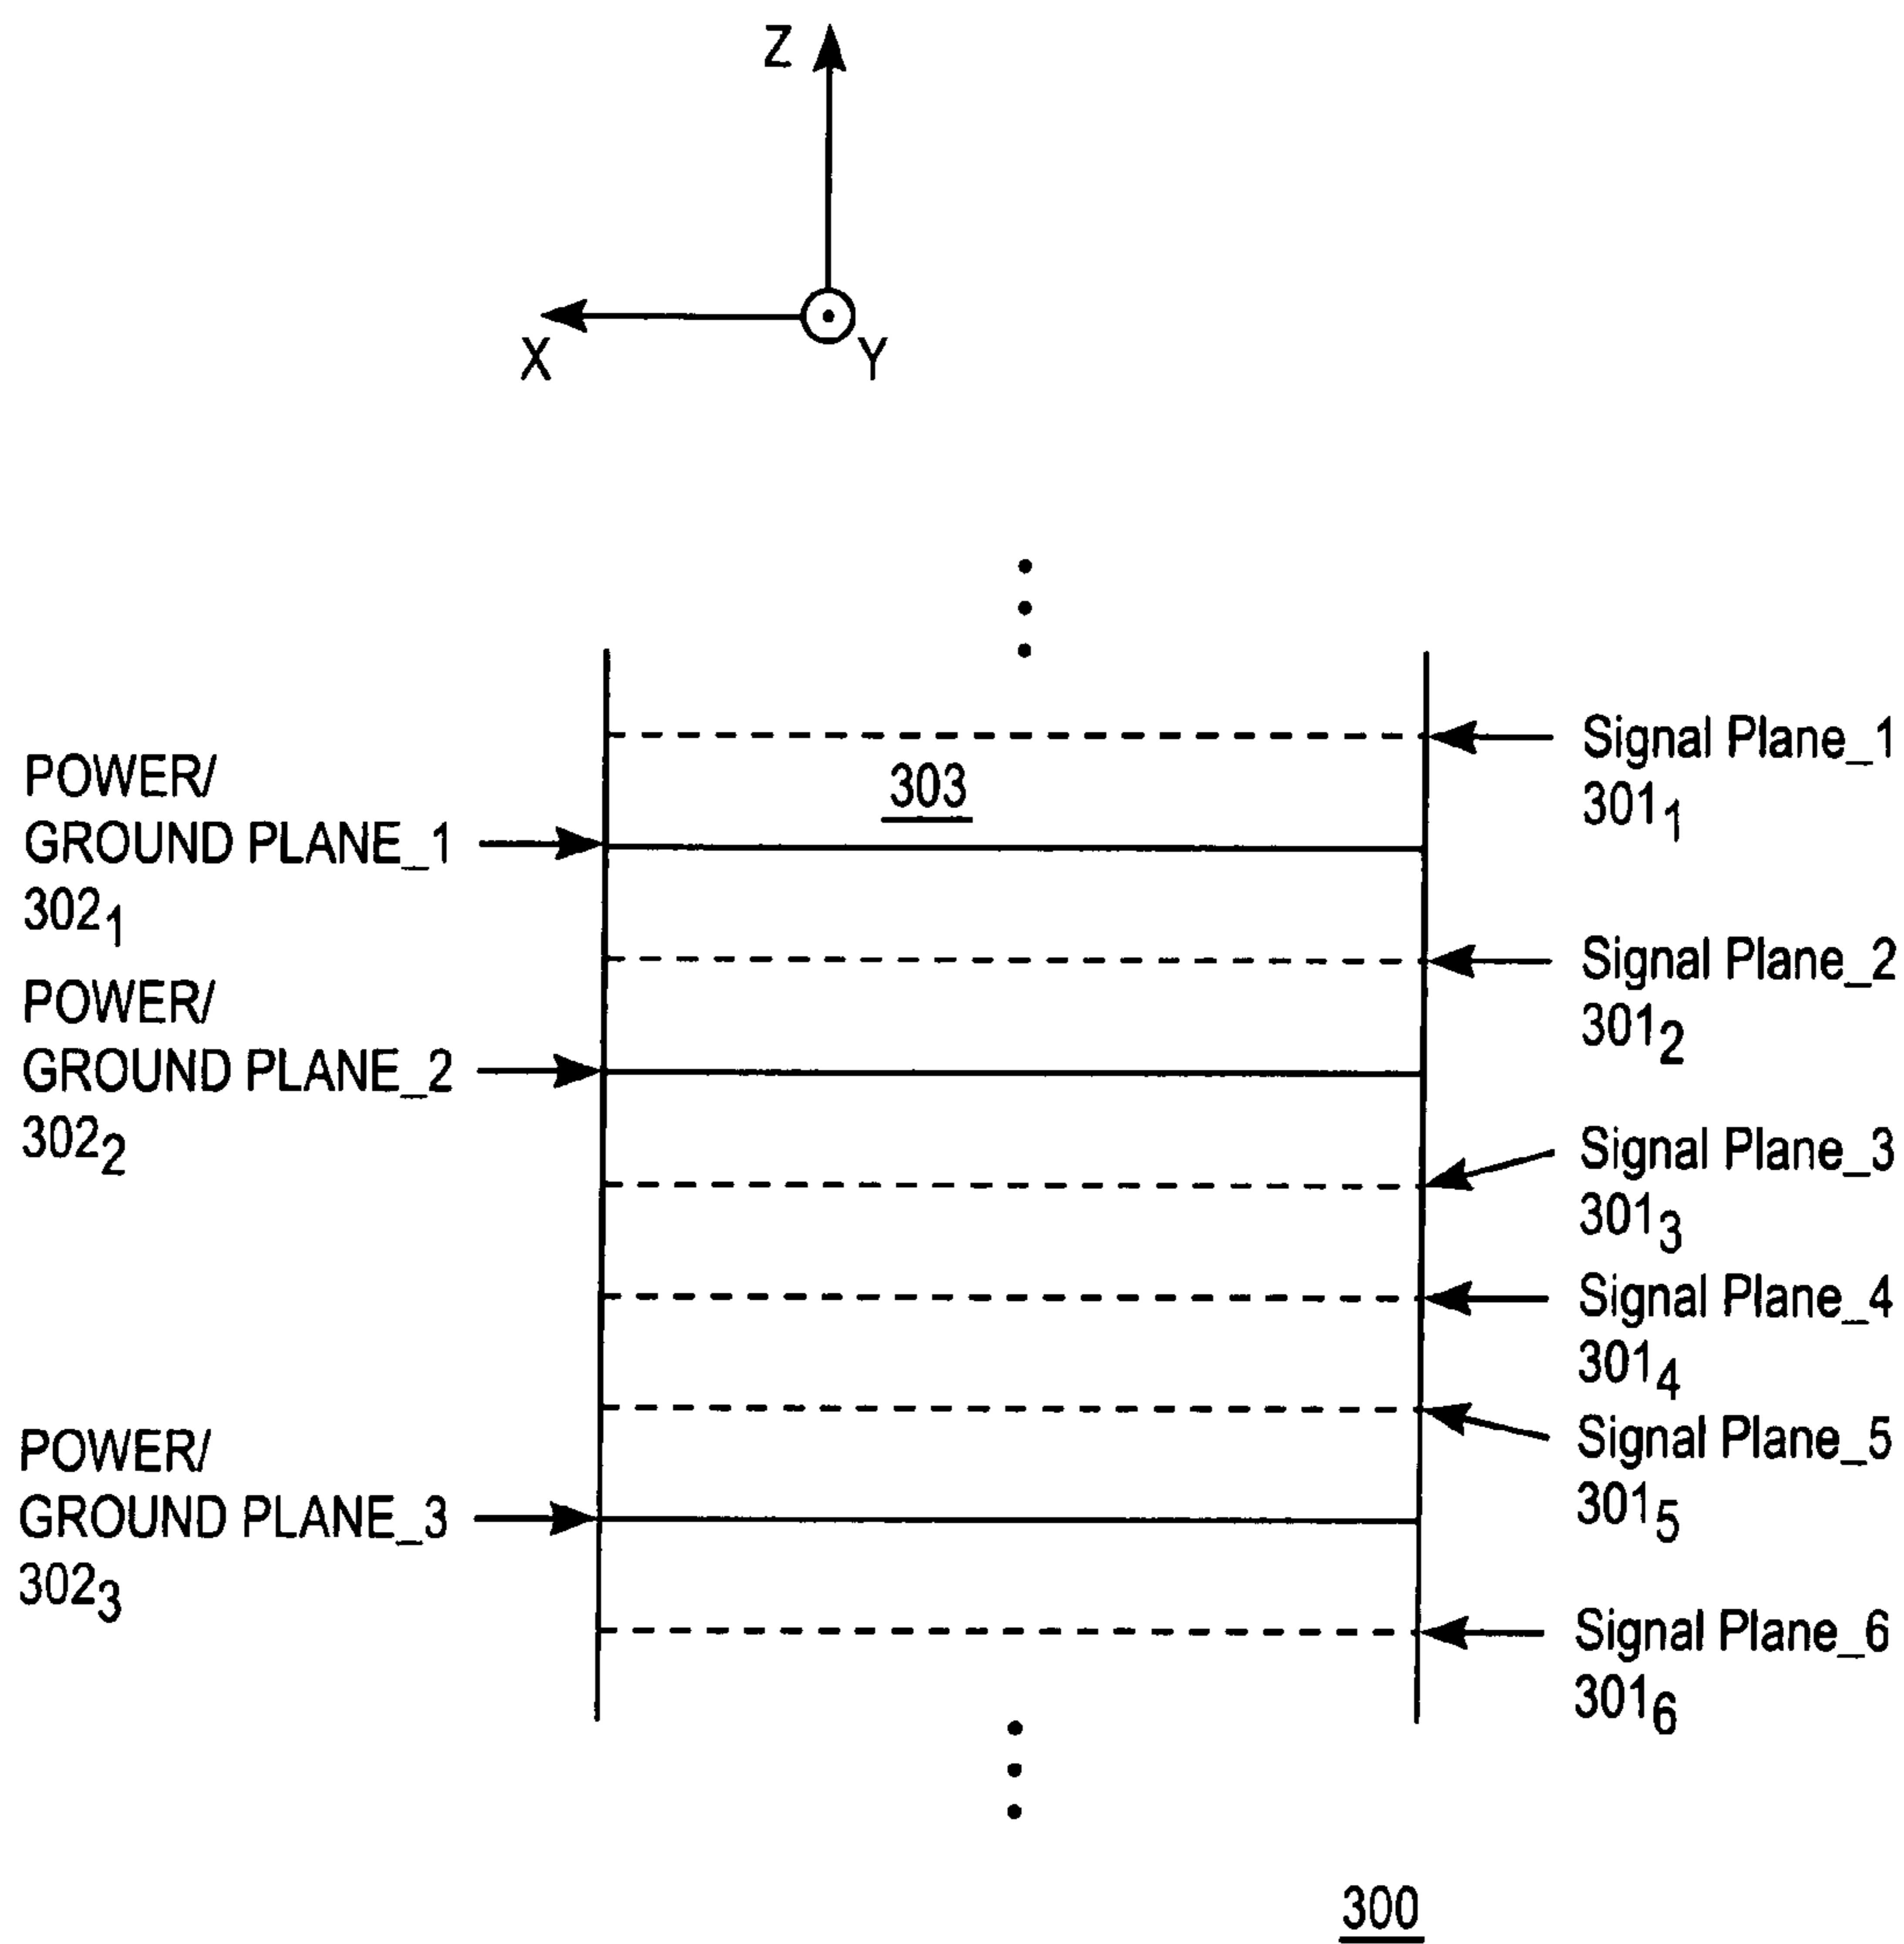 Z
X
Y
Signal Plane_1
301₁
303
POWER/
GROUND PLANE_1
302₁
Signal Plane_2
301₂
POWER/
GROUND PLANE_2
302₂
Signal Plane_3
301₃
Signal Plane_4
301₄
Signal Plane_5
301₅
POWER/
GROUND PLANE_3
302₃
Signal Plane_6
301₆
300